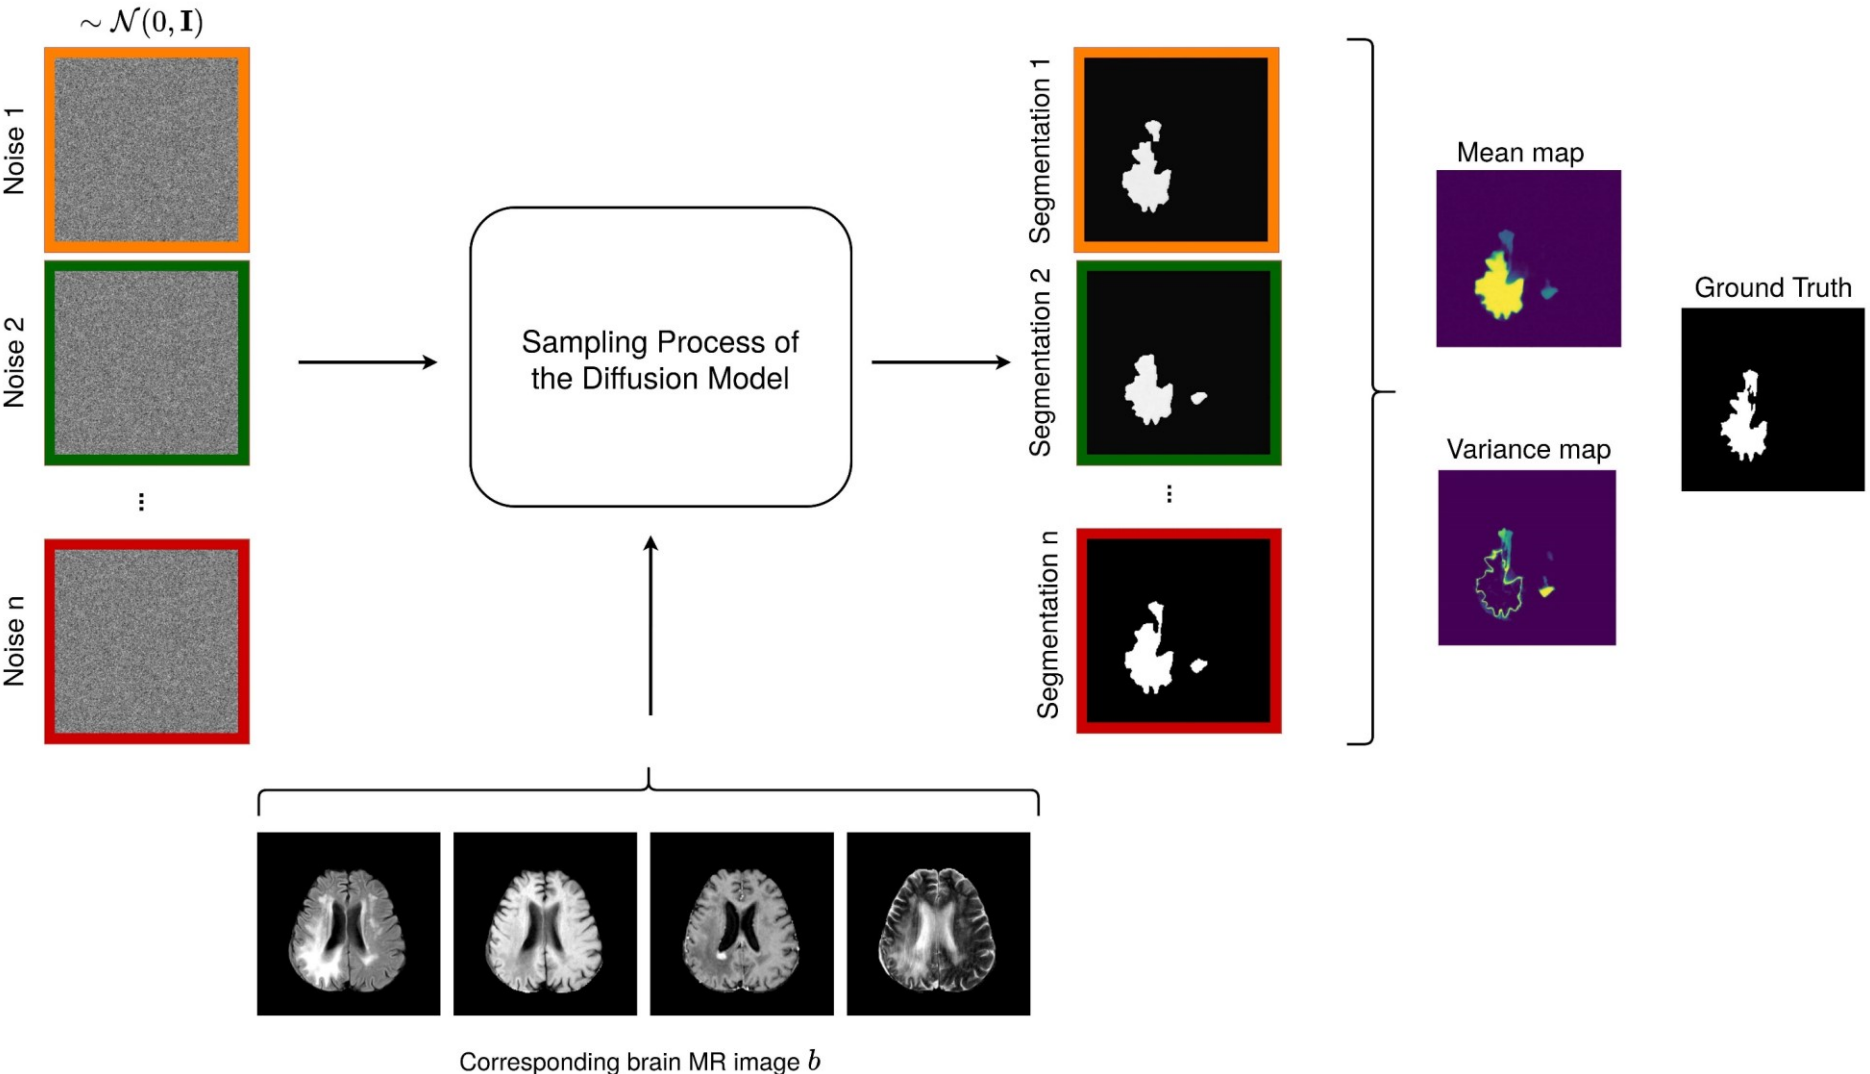 ∼ 𝒩(0, I)
Noise 1
Noise 2
...
Noise n
Sampling Process of
the Diffusion Model
Segmentation 1
Segmentation 2
...
Segmentation n
Mean map
Variance map
Ground Truth
Corresponding brain MR image b